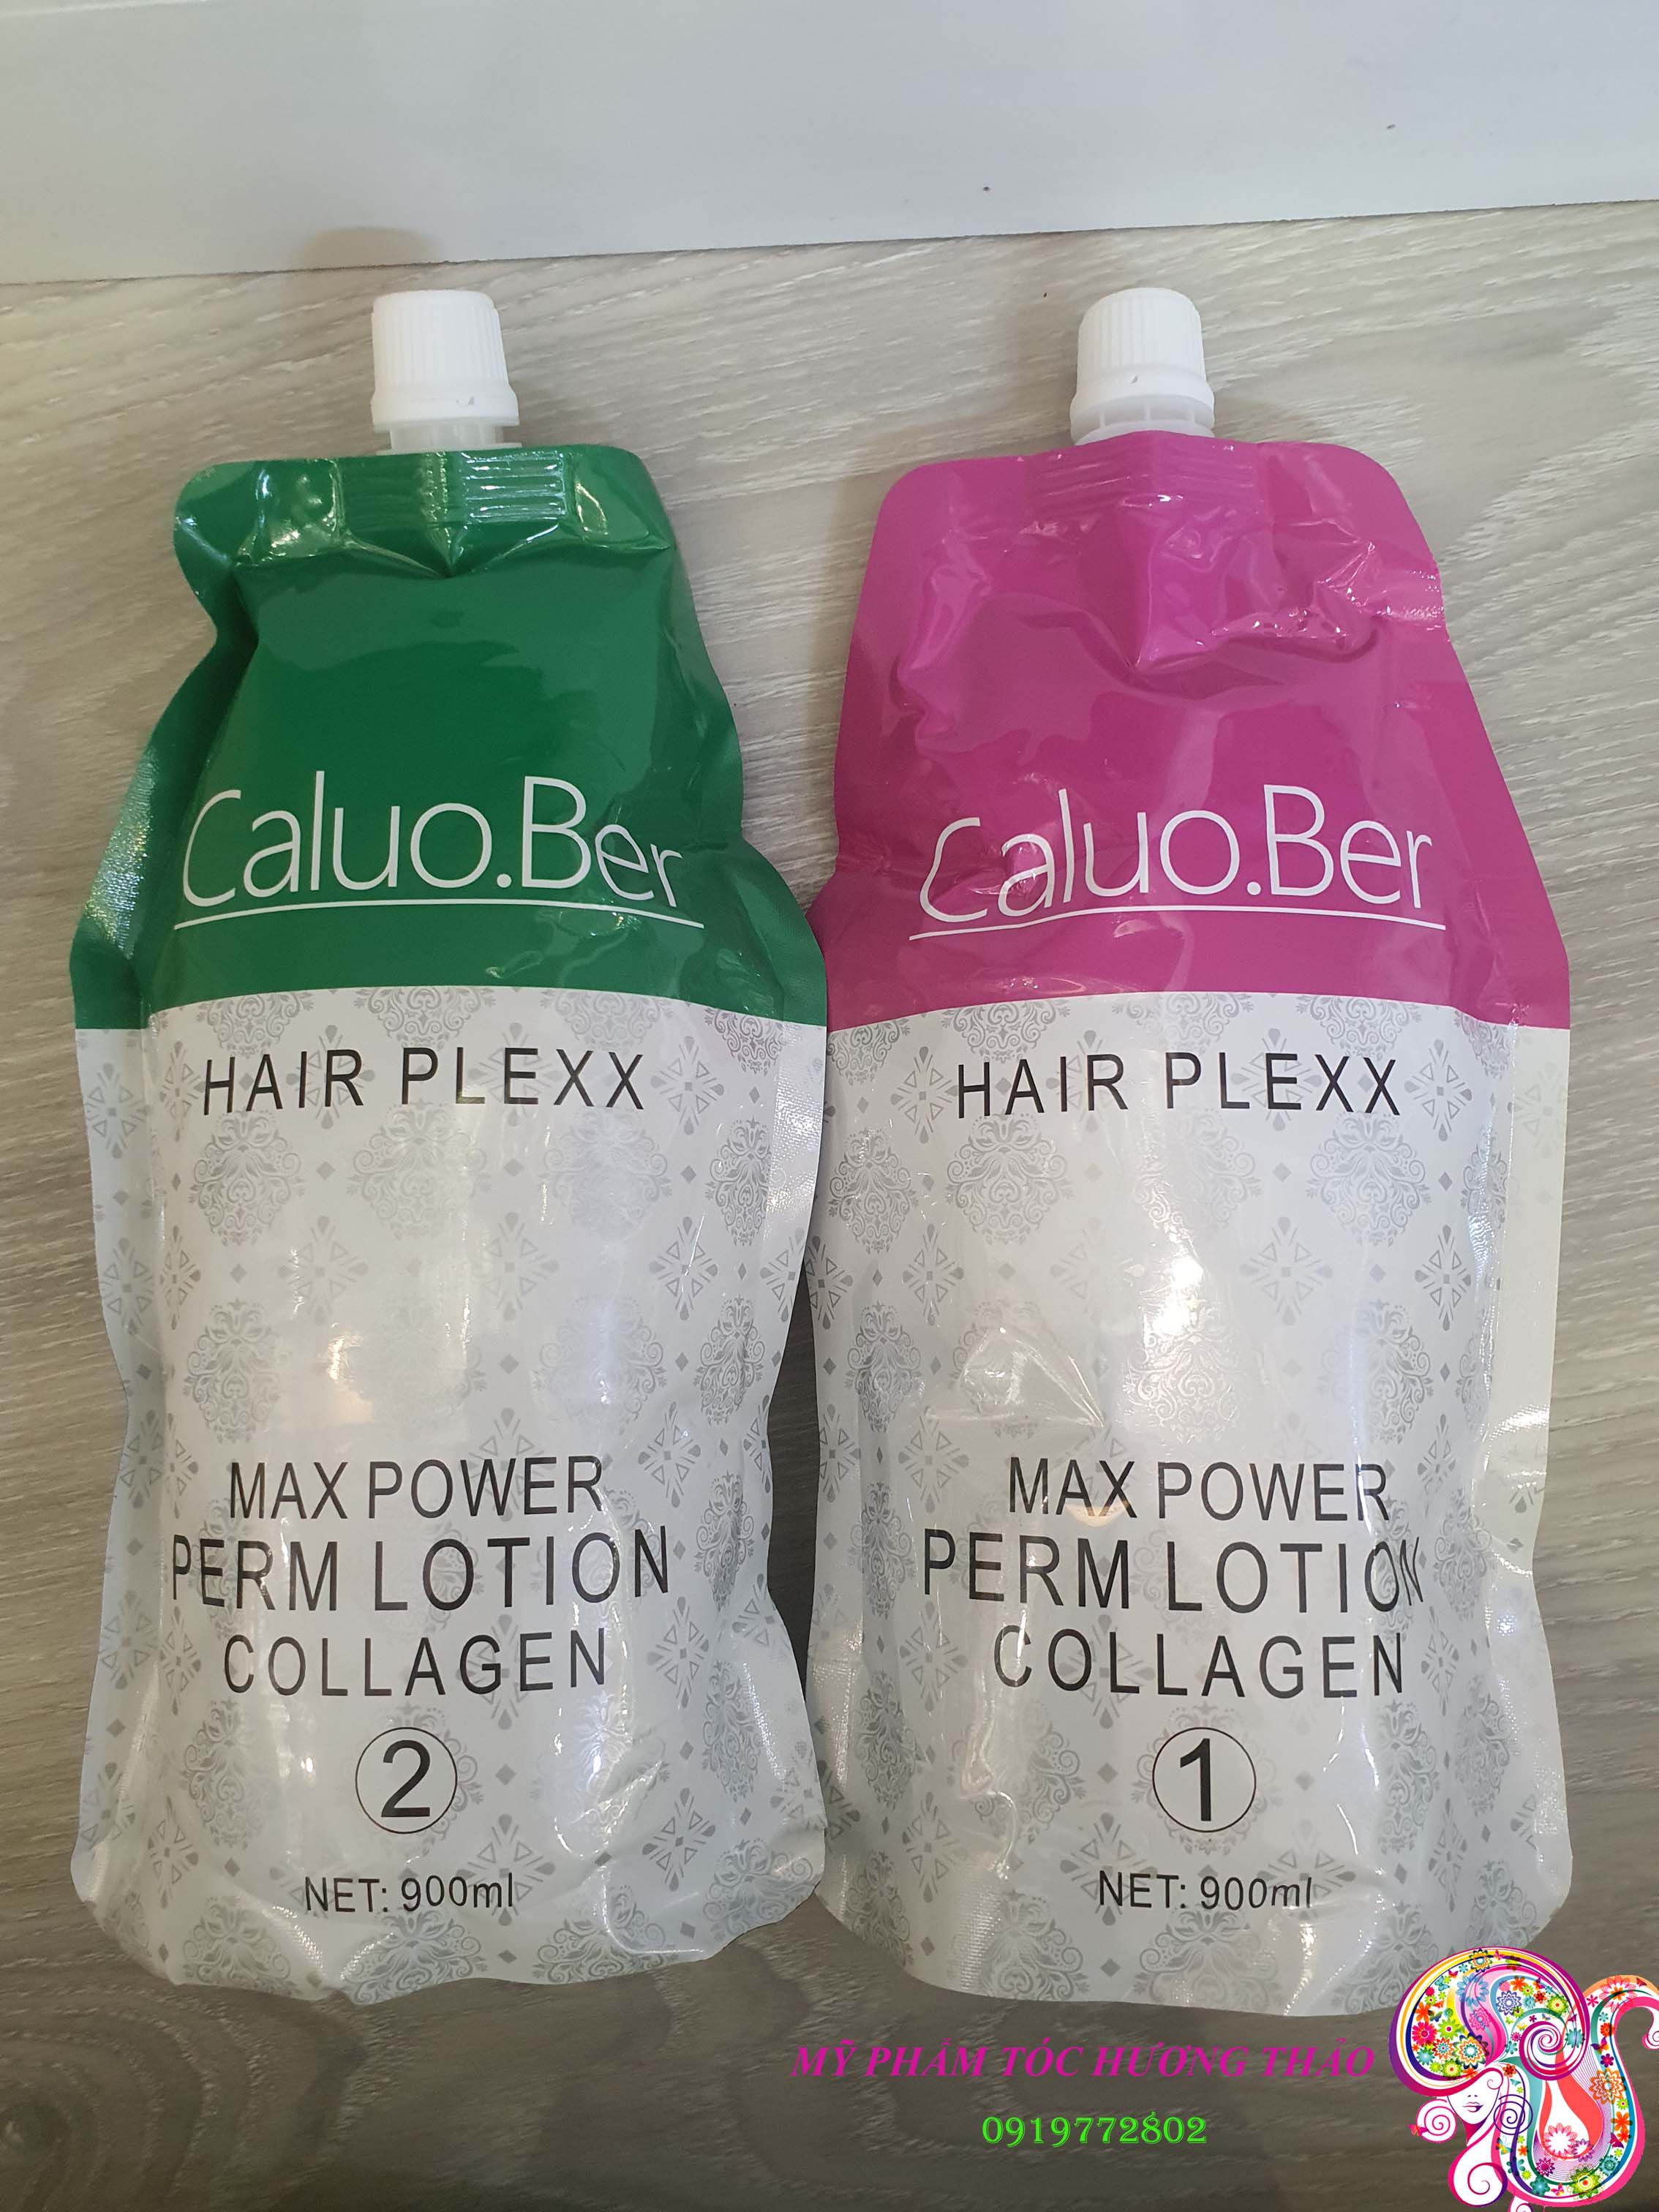 Caluo.Ber
HAIR PLEXX
MAX POWER
PERM LOTION
COLLAGEN
2
NET: 900ml
Caluo.Ber
HAIR PLEXX
MAX POWER
PERM LOTION
COLLAGEN
1
NET: 900ml
MỸ PHẨM TÓC HƯƠNG THẢO
0919772802